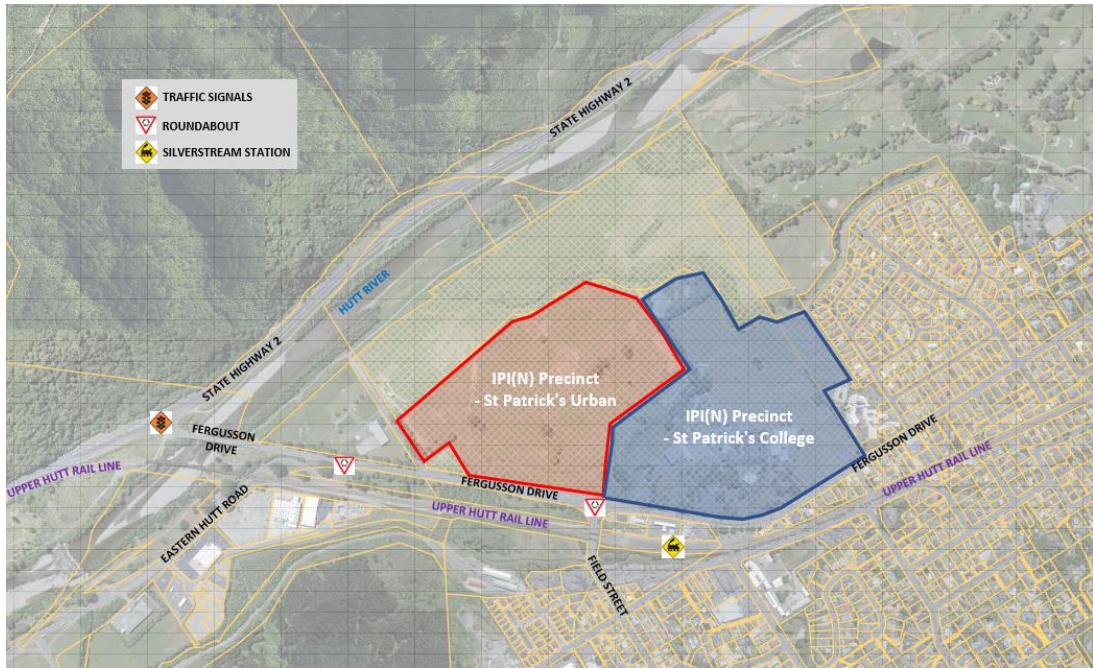 TRAFFIC SIGNALS
ROUNDABOUT
SILVERSTREAM STATION
STATE HIGHWAY 2
HUTT RIVER
STATE HIGHWAY 2
IPI(N) Precinct
- St Patrick's Urban
IPI(N) Precinct
- St Patrick's College
FERGUSSON
DRIVE
FERGUSSON DRIVE
UPPER HUTT RAIL LINE
UPPER HUTT RAIL LINE
FERGUSSON DRIVE
UPPER HUTT RAIL LINE
EASTERN HUTT ROAD
FIELD STREET